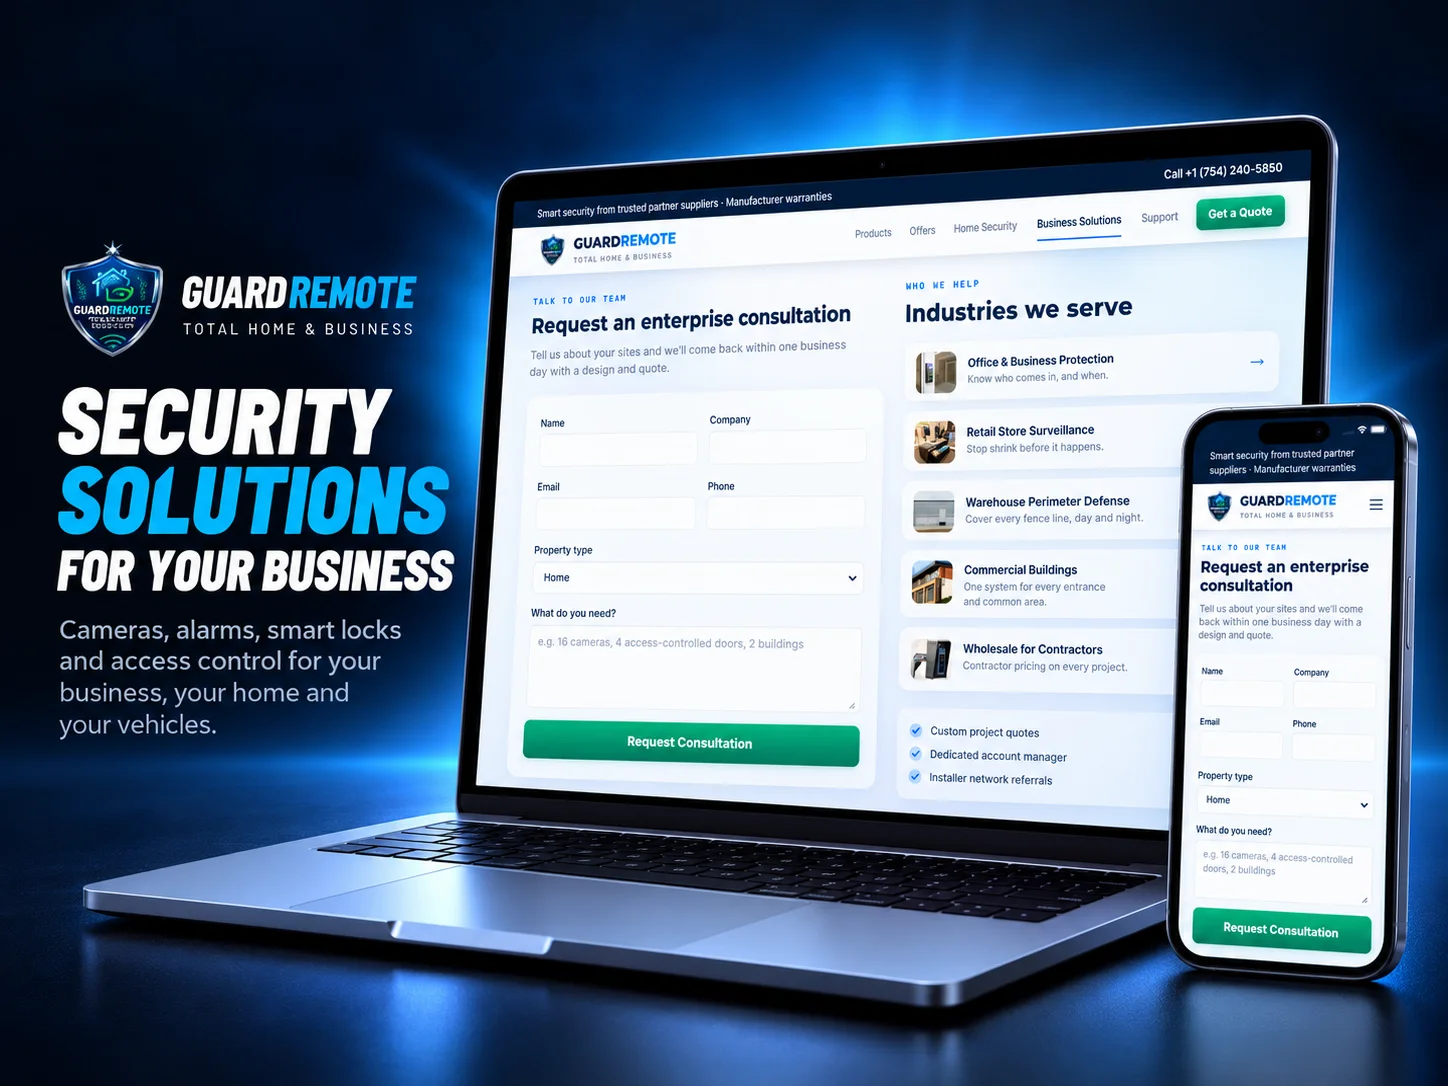 GUARDREMOTE
TOTAL HOME & BUSINESS
GUARDREMOTE
SECURITY
SOLUTIONS
FOR YOUR BUSINESS
Cameras, alarms, smart locks
and access control for your
business, your home and
your vehicles.
Smart security from trusted partner suppliers · Manufacturer warranties
Call +1 (754) 240-5850
GUARDREMOTE
TOTAL HOME & BUSINESS
Products
Offers
Home Security
Business Solutions
Support
Get a Quote
TALK TO OUR TEAM
Request an enterprise consultation
Tell us about your sites and we'll come back within one business
day with a design and quote.
Name
Company
Email
Phone
Property type
Home
What do you need?
e.g. 16 cameras, 4 access-controlled doors, 2 buildings
Request Consultation
WHO WE HELP
Industries we serve
Office & Business Protection
Know who comes in, and when.
→
Retail Store Surveillance
Stop shrink before it happens.
Warehouse Perimeter Defense
Cover every fence line, day and night.
Commercial Buildings
One system for every entrance
and common area.
Wholesale for Contractors
Contractor pricing on every project.
Custom project quotes
Dedicated account manager
Installer network referrals
Smart security from trusted partner
suppliers · Manufacturer warranties
GUARDREMOTE
TOTAL HOME & BUSINESS
TALK TO OUR TEAM
Request an enterprise
consultation
Tell us about your sites and we'll come
back within one business day with a
design and quote.
Name
Company
Email
Phone
Property type
Home
What do you need?
e.g. 16 cameras, 4 access-controlled
doors, 2 buildings
Request Consultation